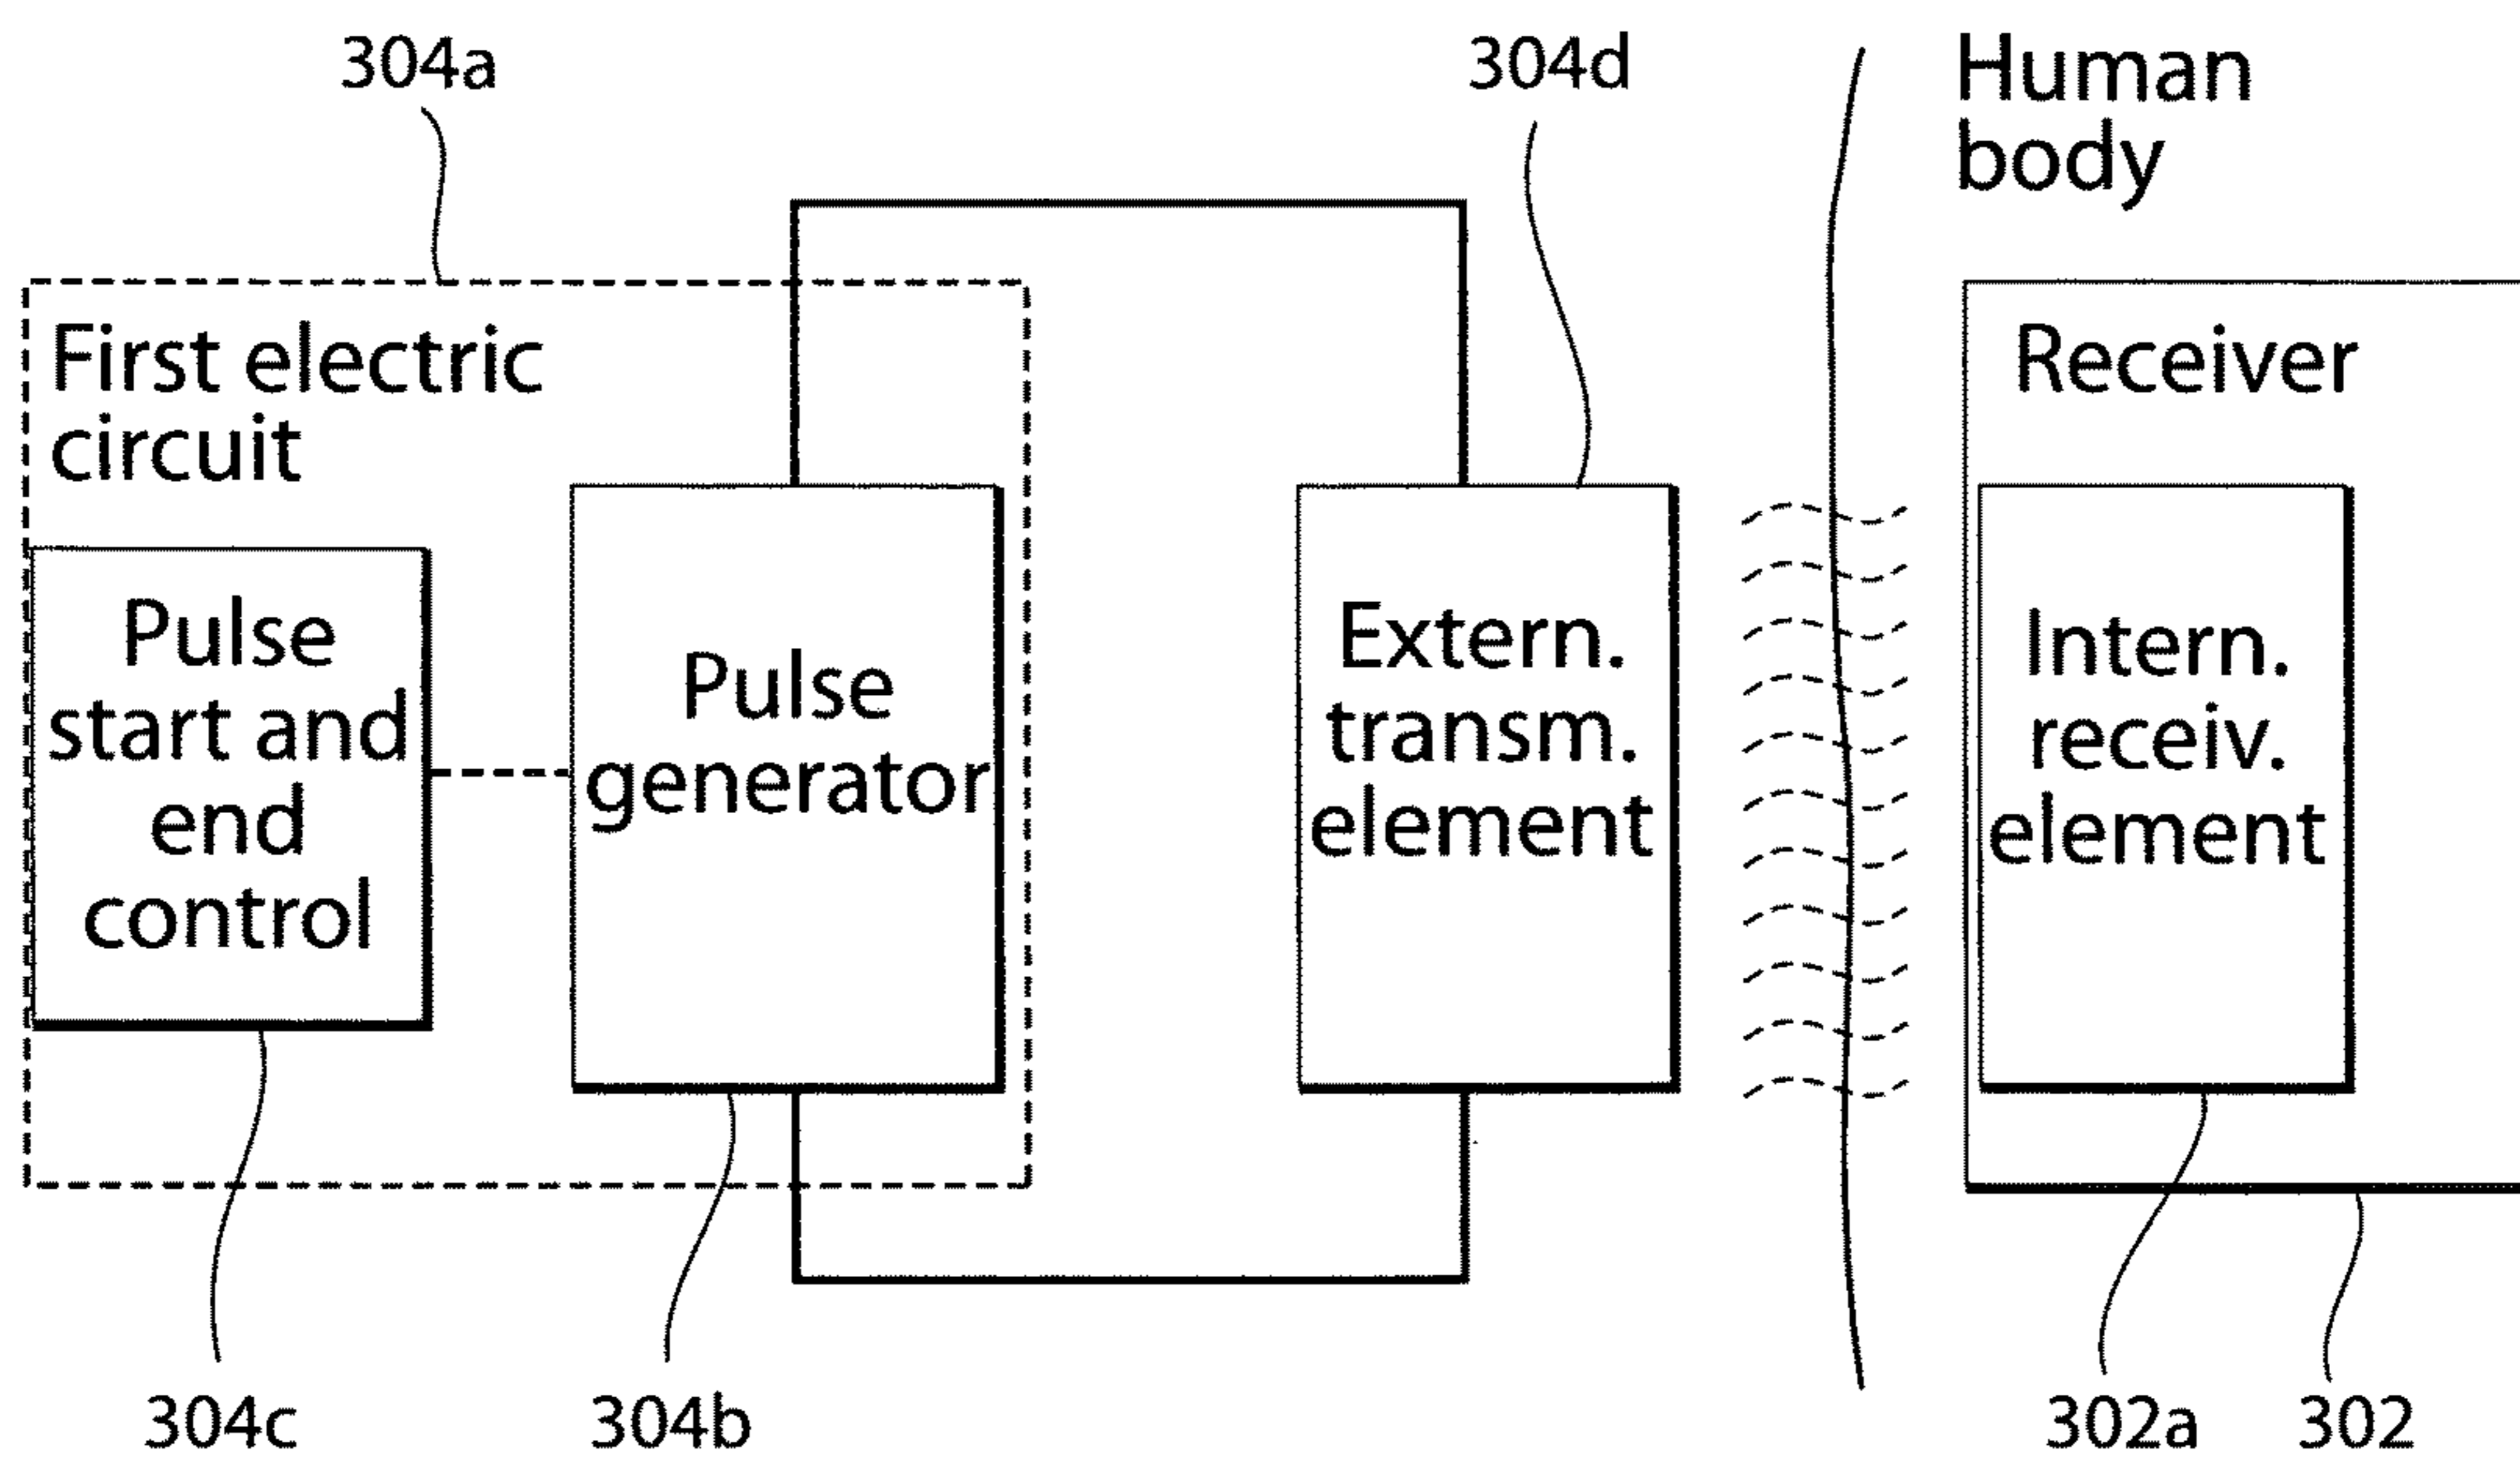 304a
304d
Human
body
First electric
circuit
Receiver
Pulse
start and
end
control
Pulse
generator
Extern.
transm.
element
Intern.
receiv.
element
304c
304b
302a
302